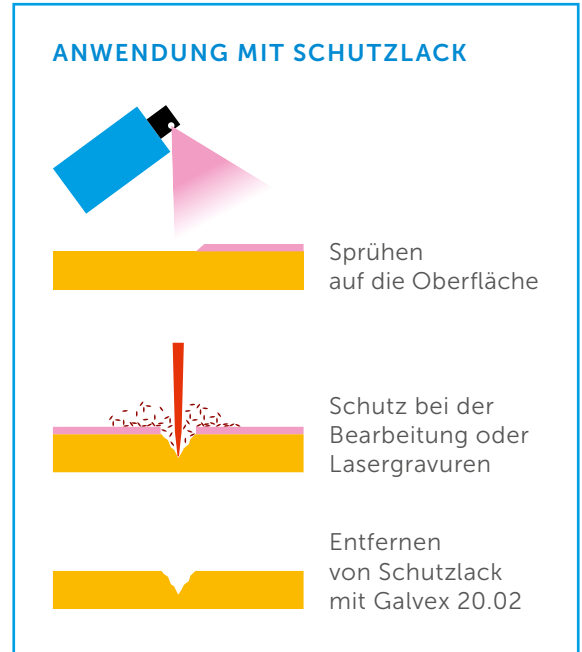 ANWENDUNG MIT SCHUTZLACK
Sprühen
auf die Oberfläche
Schutz bei der
Bearbeitung oder
Lasergravuren
Entfernen
von Schutzlack
mit Galvex 20.02